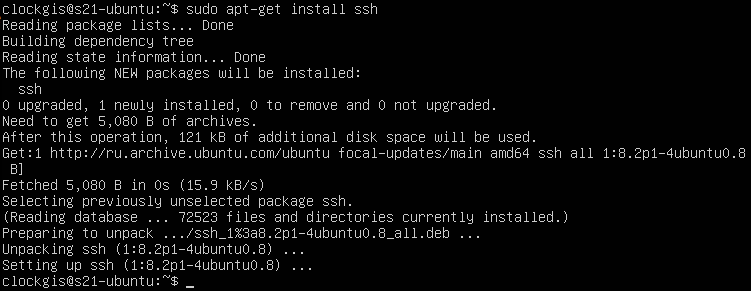 clockgis@s21-ubuntu:~$ sudo apt-get install ssh
Reading package lists... Done
Building dependency tree
Reading state information... Done
The following NEW packages will be installed:
  ssh
0 upgraded, 1 newly installed, 0 to remove and 0 not upgraded.
Need to get 5,080 B of archives.
After this operation, 121 kB of additional disk space will be used.
Get:1 http://ru.archive.ubuntu.com/ubuntu focal-updates/main amd64 ssh all 1:8.2p1-4ubuntu0.8
 B]
Fetched 5,080 B in 0s (15.9 kB/s)
Selecting previously unselected package ssh.
(Reading database ... 72523 files and directories currently installed.)
Preparing to unpack .../ssh_1%3a8.2p1-4ubuntu0.8_all.deb ...
Unpacking ssh (1:8.2p1-4ubuntu0.8) ...
Setting up ssh (1:8.2p1-4ubuntu0.8) ...
clockgis@s21-ubuntu:~$ _